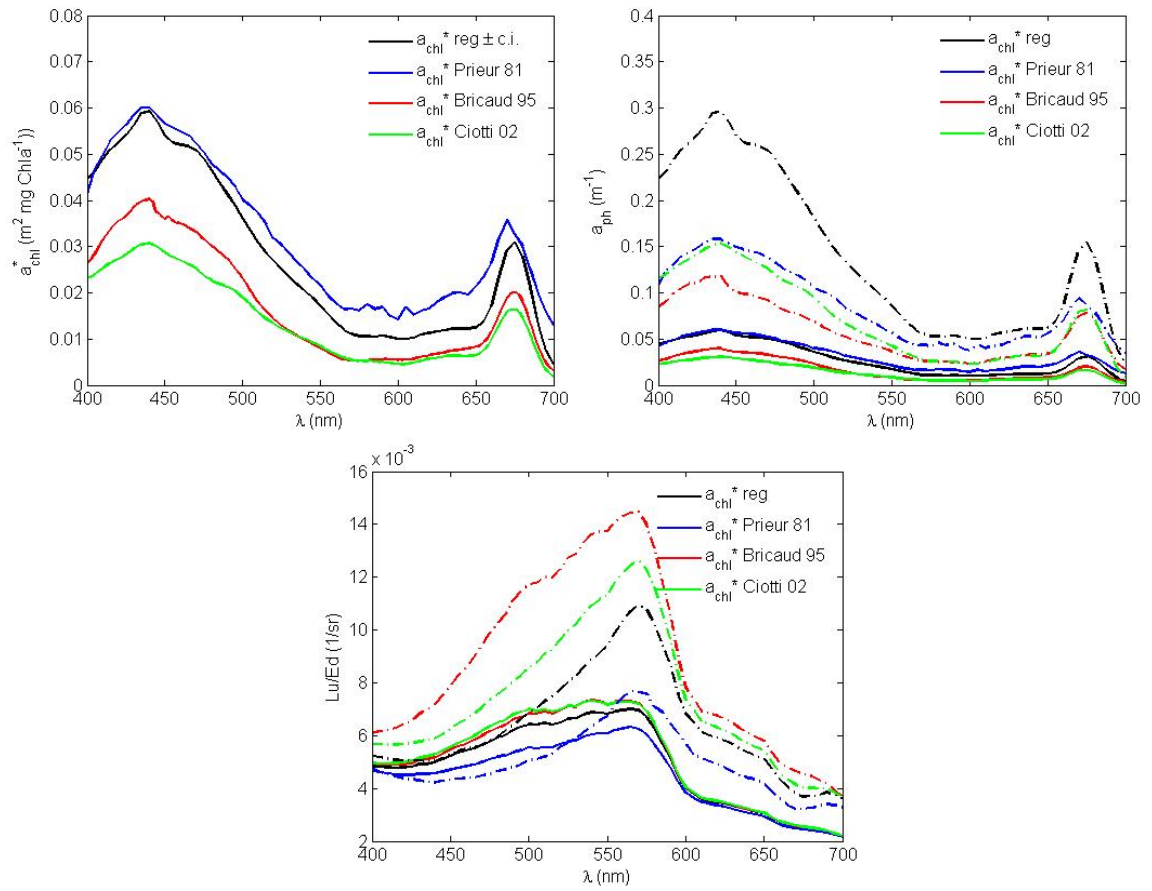 0.08
0.07
0.06
0.05
0.04
0.03
0.02
0.01
0
400 450 500 550 600 650 700
λ (nm)
a*chl (m2 mg Chla-1))
achl* reg ± c.i.
achl* Prieur 81
achl* Bricaud 95
achl* Ciotti 02
0.4
0.35
0.3
0.25
0.2
0.15
0.1
0.05
0
400 450 500 550 600 650 700
λ (nm)
aph (m-1)
achl* reg
achl* Prieur 81
achl* Bricaud 95
achl* Ciotti 02
x 10-3
16
14
12
10
8
6
4
2
400 450 500 550 600 650 700
λ (nm)
Lu/Ed (1/sr)
achl* reg
achl* Prieur 81
achl* Bricaud 95
achl* Ciotti 02